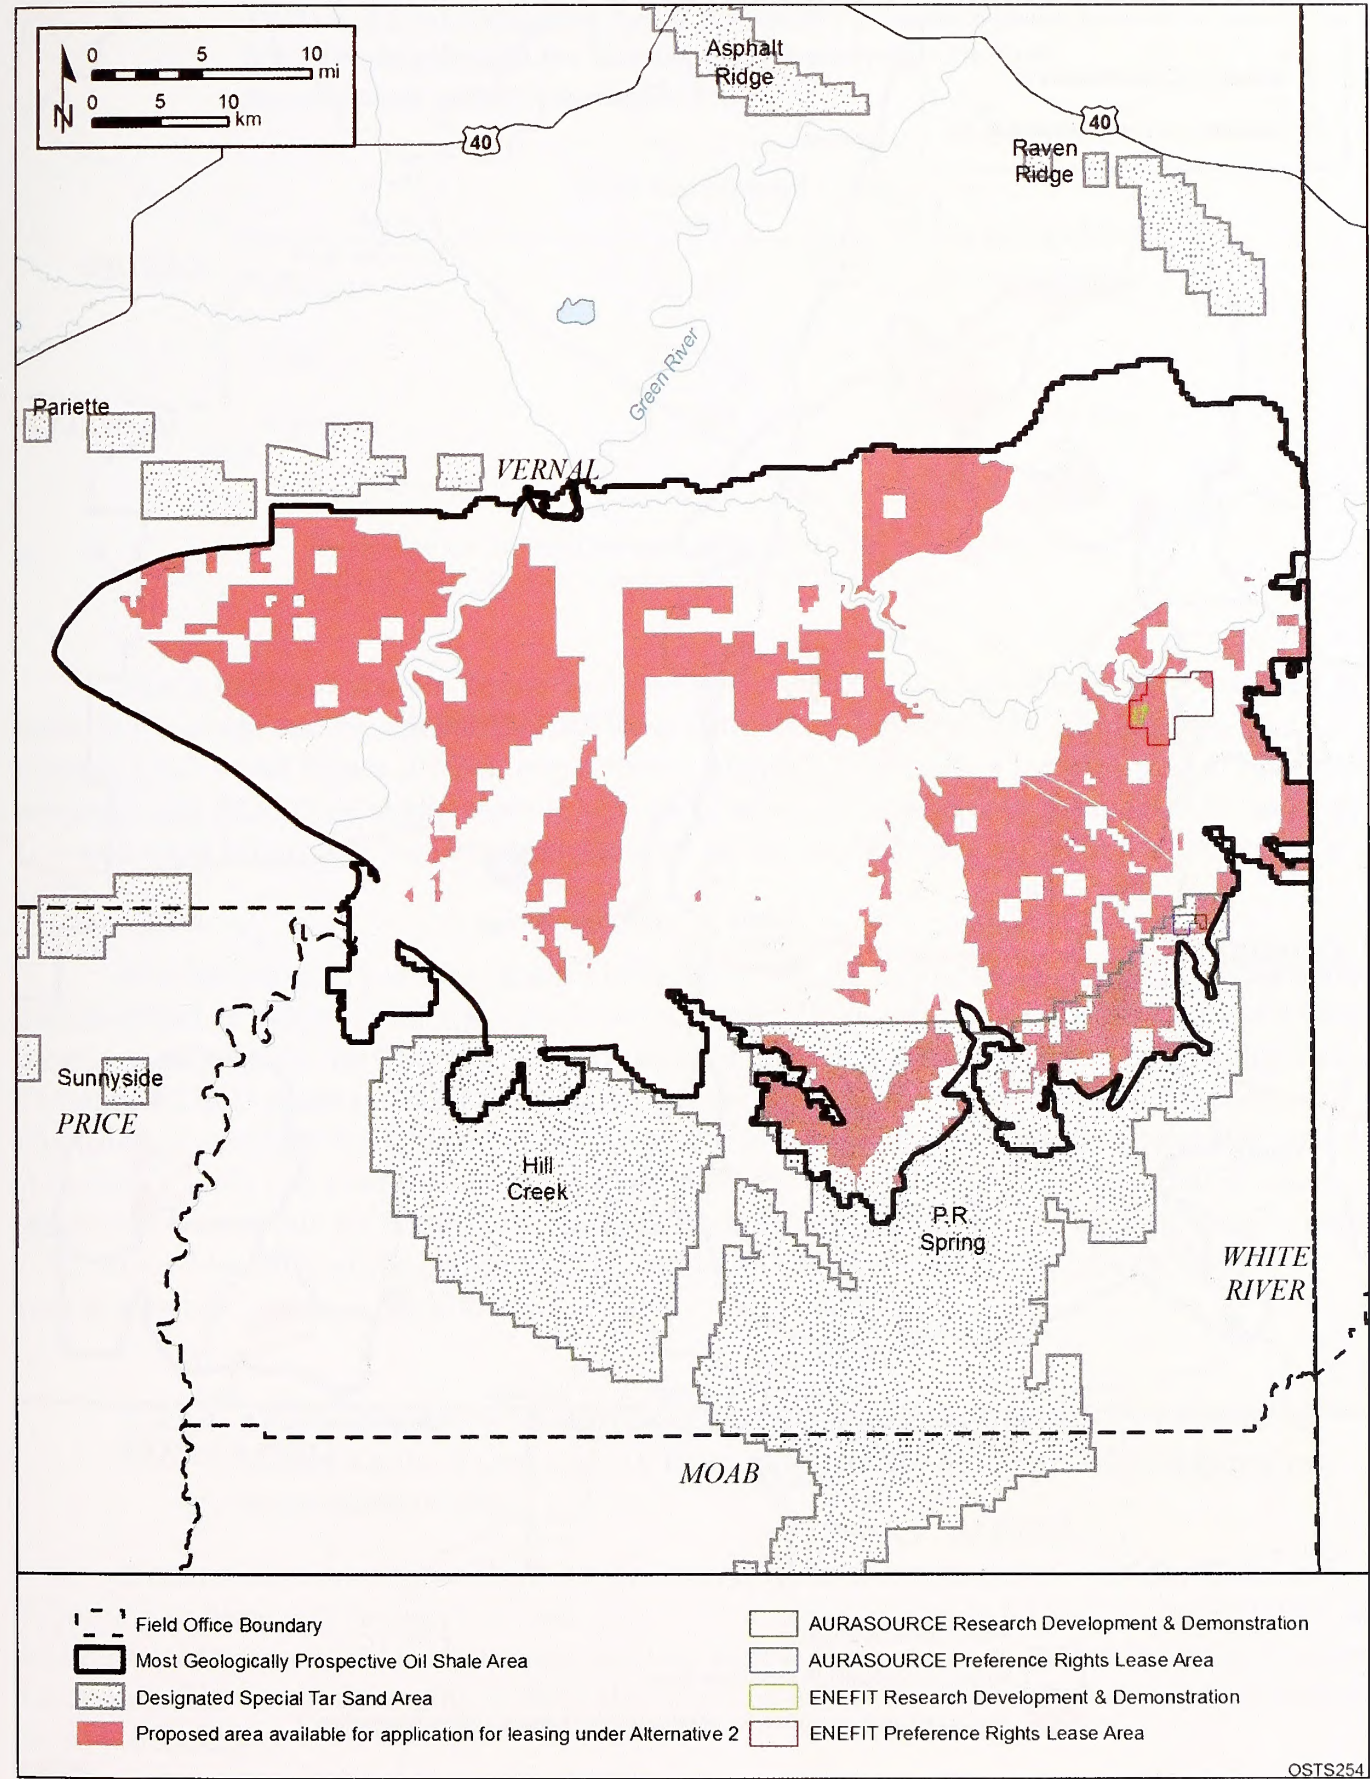 0 5 10
mi
0 5 10
km
N
Asphalt
Ridge
40
40
Raven
Ridge
Green River
Pariette
VERNAL
Sunnyside
PRICE
Hill
Creek
P.R.
Spring
WHITE
RIVER
MOAB
Field Office Boundary
Most Geologically Prospective Oil Shale Area
Designated Special Tar Sand Area
Proposed area available for application for leasing under Alternative 2
AURASOURCE Research Development & Demonstration
AURASOURCE Preference Rights Lease Area
ENEFIT Research Development & Demonstration
ENEFIT Preference Rights Lease Area
OSTS254